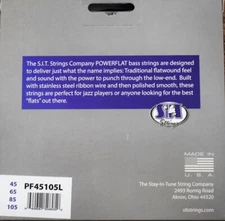 The S.I.T. Strings Company POWERFLAT bass strings are
designed to deliver just what the name implies: Traditional flatwound feel
and sound with the power to punch through the low-end. Built
with stainless steel ribbon wire and then polished smooth, these
strings are perfect for jazz players or anyone looking for the best
"flats" out there.
S.I.T.
Strings
45
65
85
105
PF45105L
MADE IN
U.S.A
The Stay-In-Tune String Company
2493 Romig Road
Akron, Ohio 44320
sitstrings.com